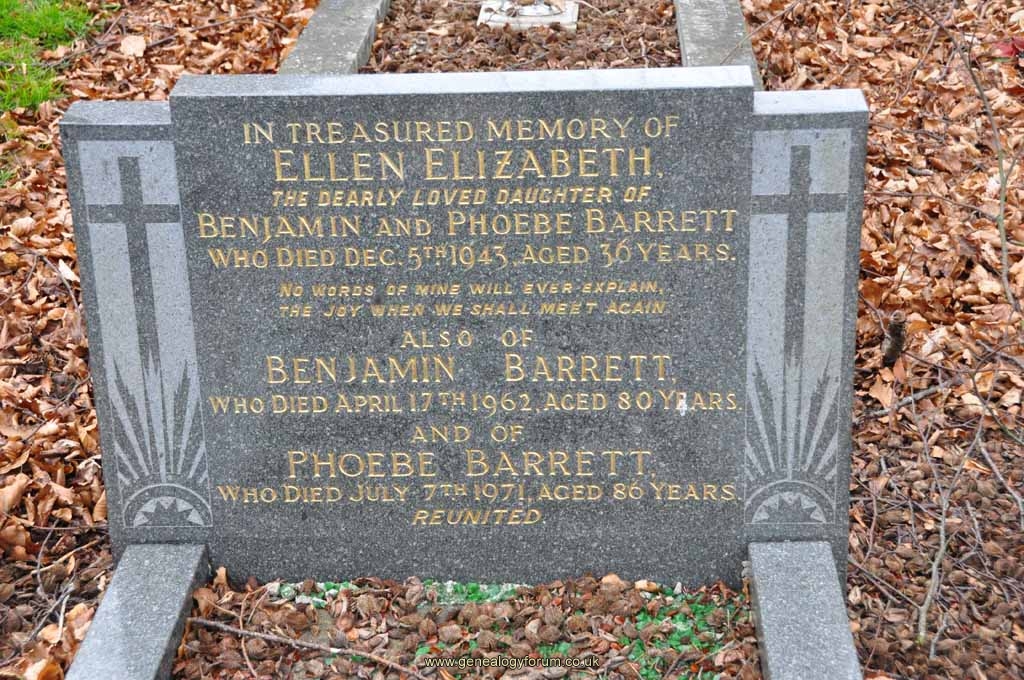 IN TREASURED MEMORY OF
ELLEN ELIZABETH,
THE DEARLY LOVED DAUGHTER OF
BENJAMIN AND PHOEBE BARRETT
WHO DIED DEC. 5TH 1943, AGED 36 YEARS.
NO WORDS OF MINE WILL EVER EXPLAIN,
THE JOY WHEN WE SHALL MEET AGAIN
ALSO OF
BENJAMIN BARRETT,
WHO DIED APRIL 17TH 1962, AGED 80 YEARS.
AND OF
PHOEBE BARRETT,
WHO DIED JULY 7TH 1971, AGED 86 YEARS.
REUNITED.
www.genealogyforum.co.uk